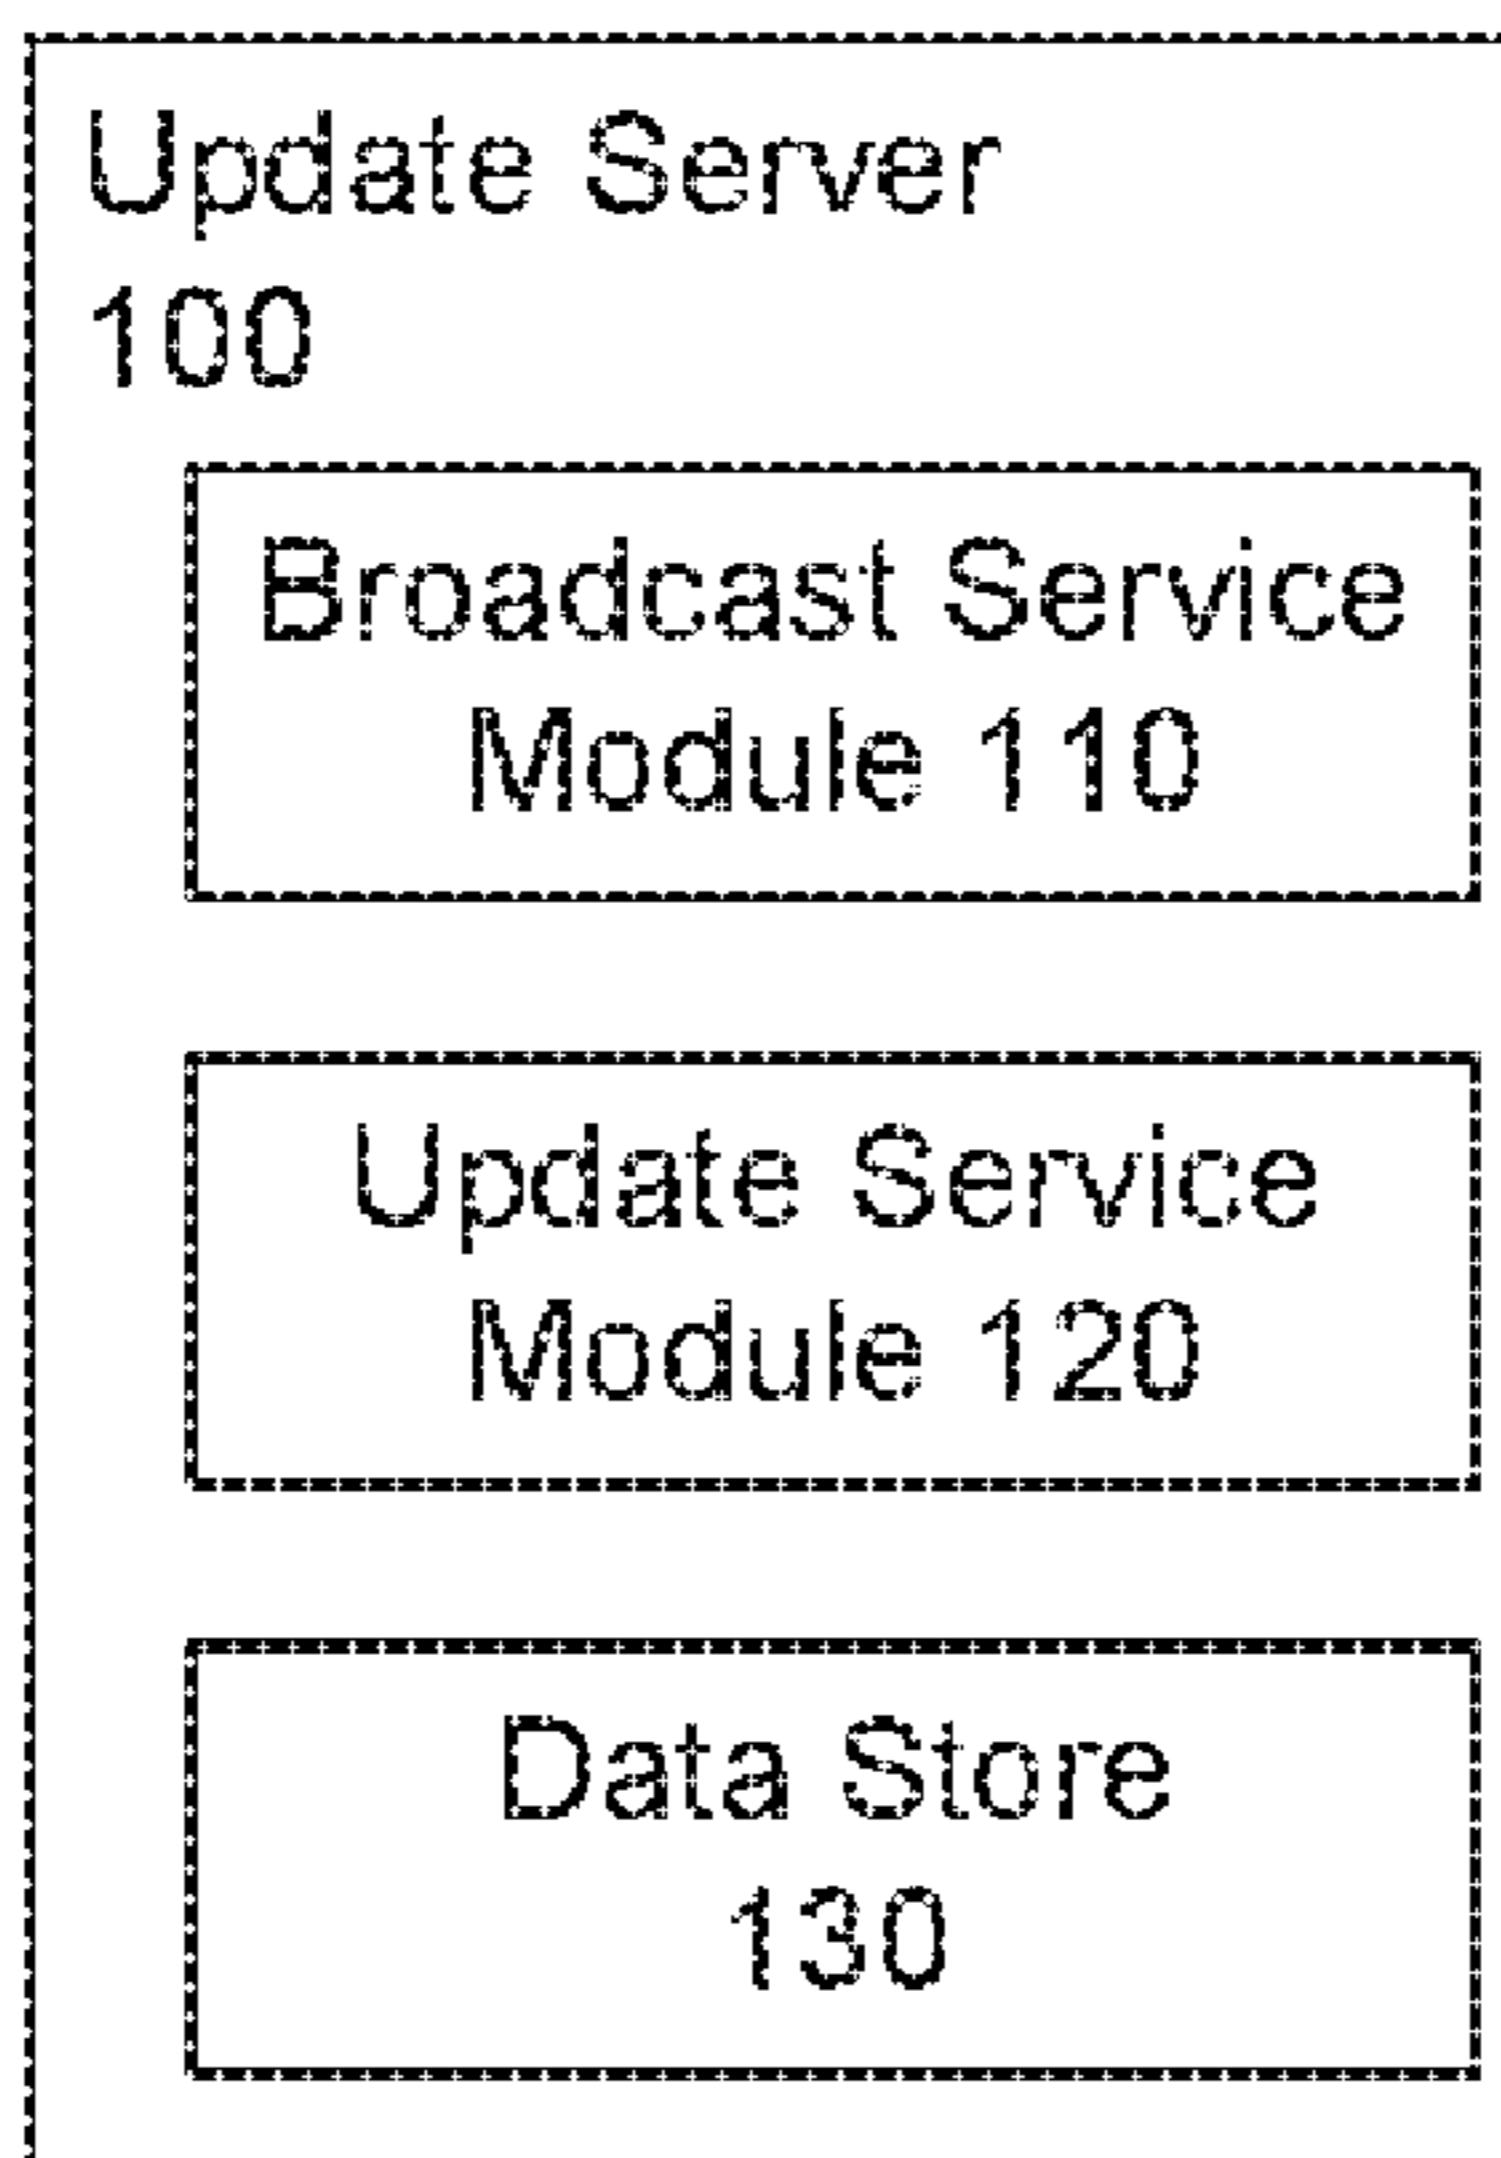 Update Server
100
Broadcast Service
Module 110
Update Service
Module 120
Data Store
130